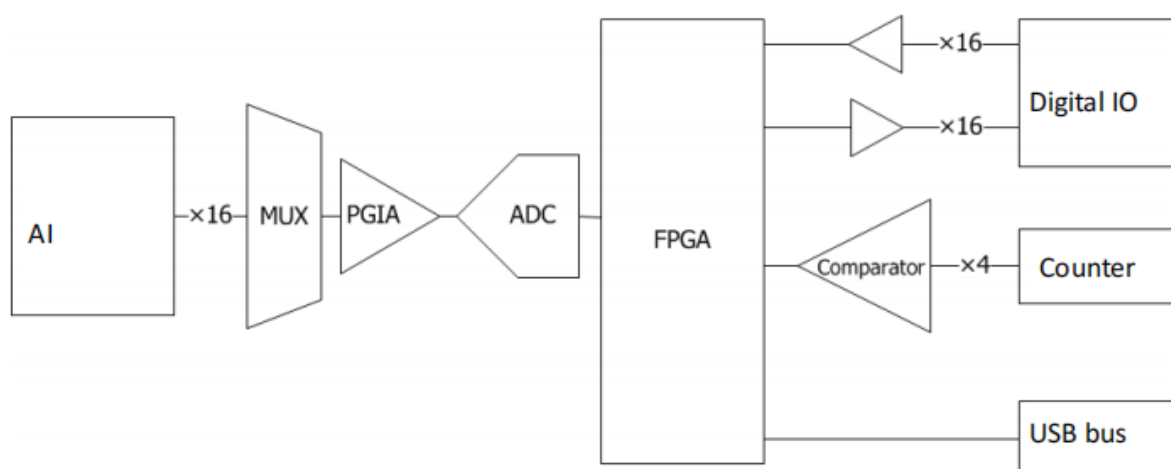 ×16
Digital IO
×16
AI
×16
MUX
PGIA
ADC
FPGA
Comparator
×4
Counter
USB bus